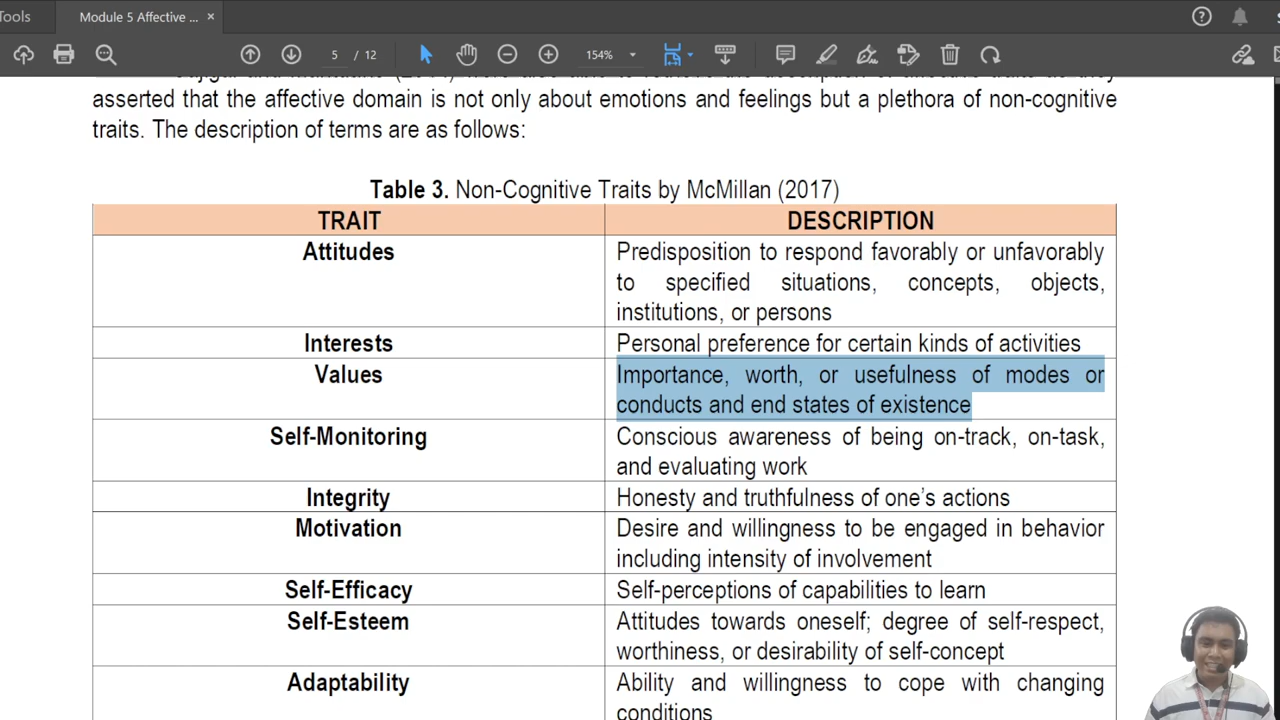 Tools
Module 5 Affective ... ×
5 / 12
154%
asserted that the affective domain is not only about emotions and feelings but a plethora of non-cognitive
traits. The description of terms are as follows:
Table 3. Non-Cognitive Traits by McMillan (2017)
TRAIT
DESCRIPTION
Attitudes
Predisposition to respond favorably or unfavorably
to specified situations, concepts, objects,
institutions, or persons
Interests
Personal preference for certain kinds of activities
Values
Importance, worth, or usefulness of modes or
conducts and end states of existence
Self-Monitoring
Conscious awareness of being on-track, on-task,
and evaluating work
Integrity
Honesty and truthfulness of one's actions
Motivation
Desire and willingness to be engaged in behavior
including intensity of involvement
Self-Efficacy
Self-perceptions of capabilities to learn
Self-Esteem
Attitudes towards oneself; degree of self-respect,
worthiness, or desirability of self-concept
Adaptability
Ability and willingness to cope with changing
conditions